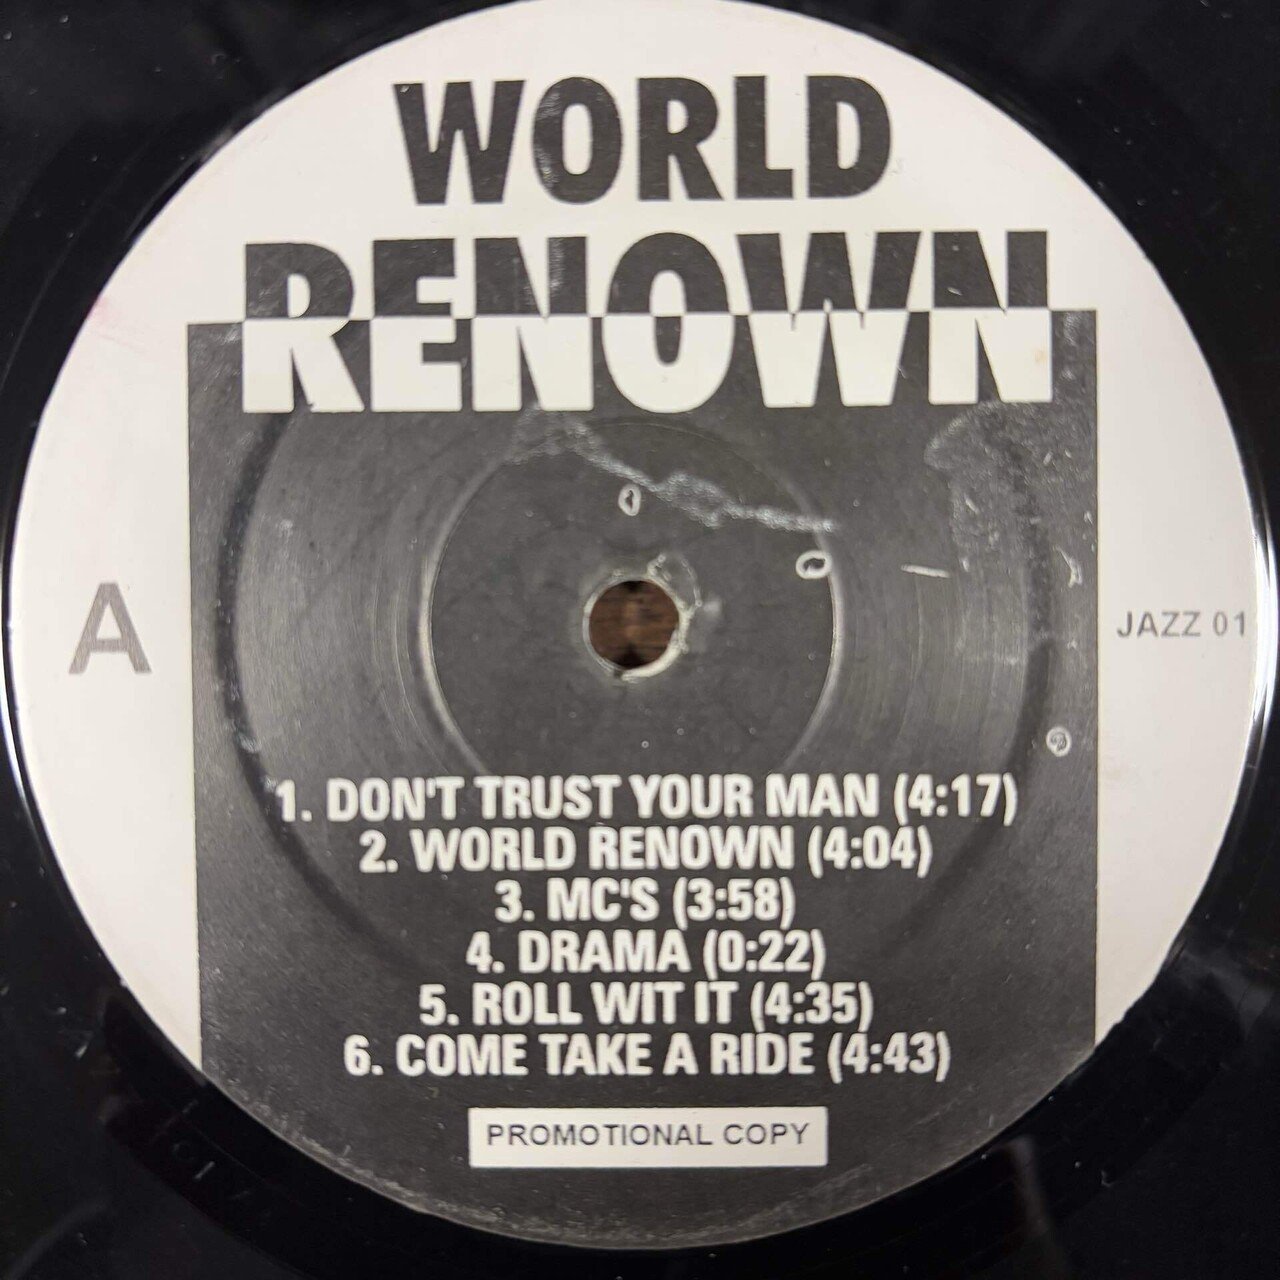 WORLD
RENOWN
A
JAZZ 01
1. DON'T TRUST YOUR MAN (4:17)
2. WORLD RENOWN (4:04)
3. MC'S (3:58)
4. DRAMA (0:22)
5. ROLL WIT IT (4:35)
6. COME TAKE A RIDE (4:43)
PROMOTIONAL COPY